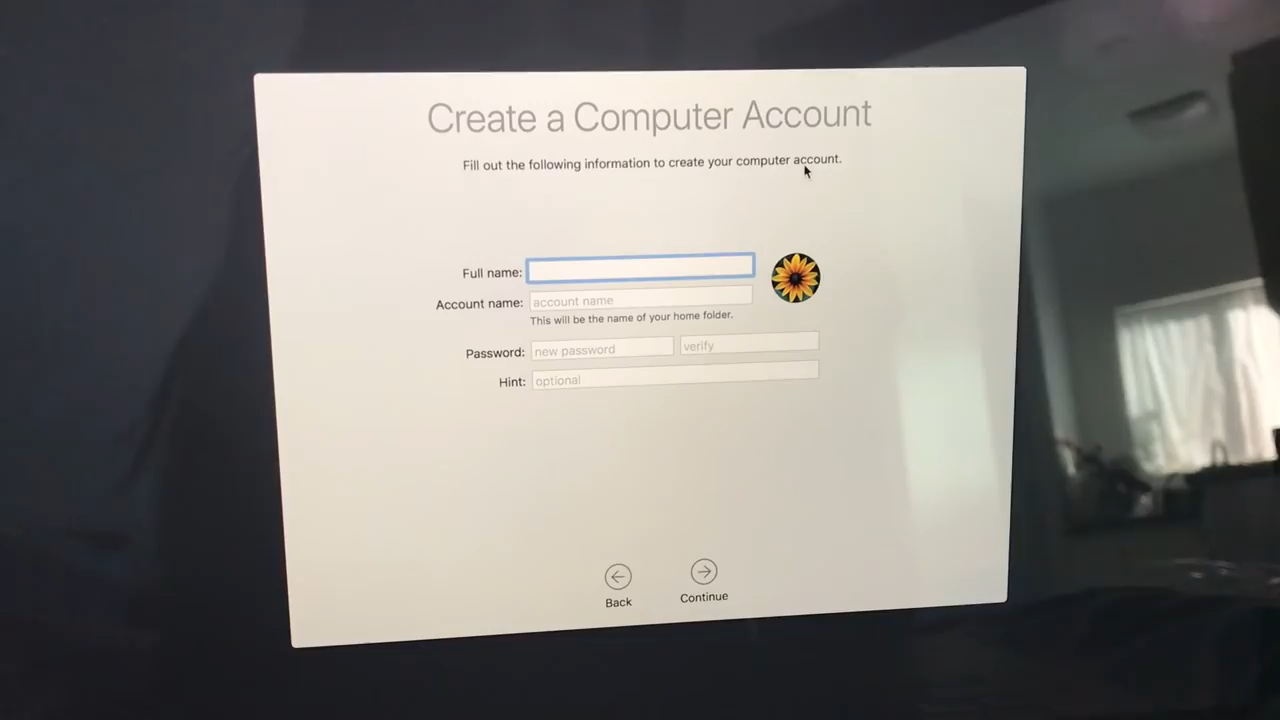 Create a Computer Account
Fill out the following information to create your computer account.
Full name:
Account name: account name
This will be the name of your home folder.
Password: new password verify
Hint: optional
Back Continue